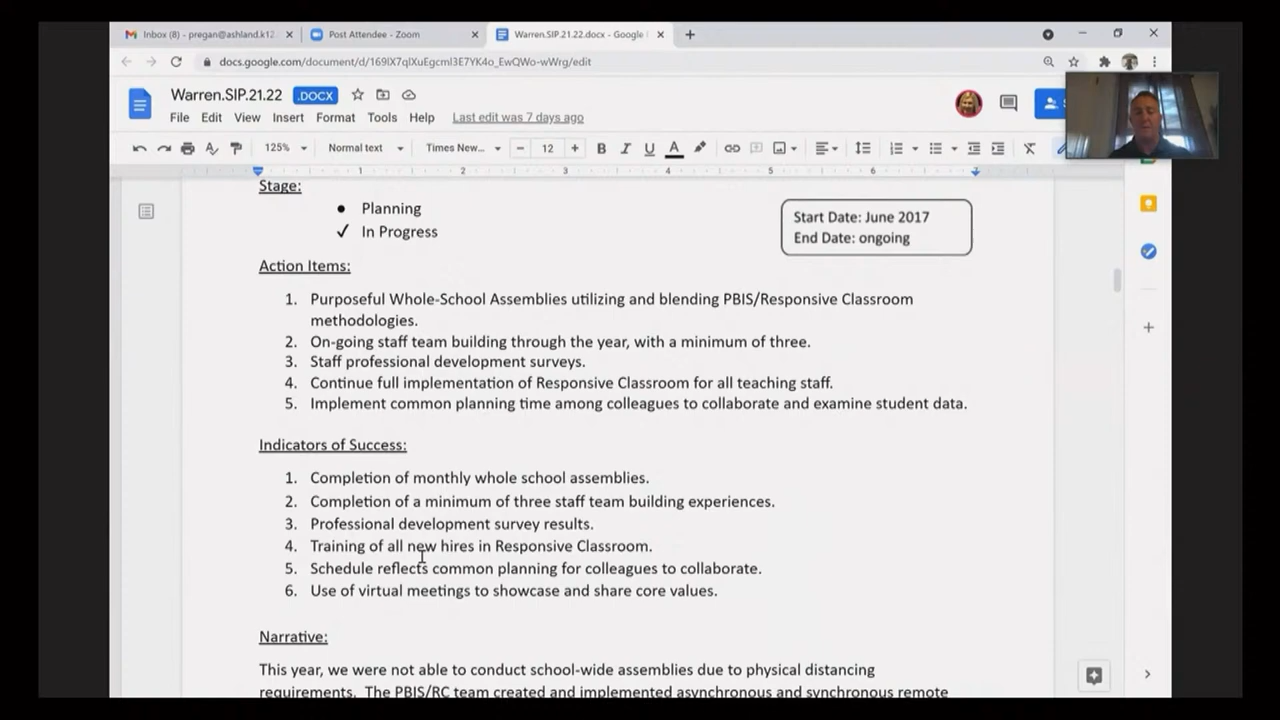 Inbox (8) - pregan@ashland.k12
Post Attendee - Zoom
Warren.SIP.21.22.docx - Google
docs.google.com/document/d/169lX7qlXuEgcml3E7YK4o_EwQWo-wWrg/edit
Warren.SIP.21.22 .DOCX
File Edit View Insert Format Tools Help Last edit was 7 days ago
125% Normal text Times New... 12 B I U A
1 2 3 4 5 6
Stage:
● Planning
✓ In Progress
Start Date: June 2017
End Date: ongoing
Action Items:
1. Purposeful Whole-School Assemblies utilizing and blending PBIS/Responsive Classroom
methodologies.
2. On-going staff team building through the year, with a minimum of three.
3. Staff professional development surveys.
4. Continue full implementation of Responsive Classroom for all teaching staff.
5. Implement common planning time among colleagues to collaborate and examine student data.
Indicators of Success:
1. Completion of monthly whole school assemblies.
2. Completion of a minimum of three staff team building experiences.
3. Professional development survey results.
4. Training of all new hires in Responsive Classroom.
5. Schedule reflects common planning for colleagues to collaborate.
6. Use of virtual meetings to showcase and share core values.
Narrative:
This year, we were not able to conduct school-wide assemblies due to physical distancing
requirements. The PBIS/RC team created and implemented asynchronous and synchronous remote